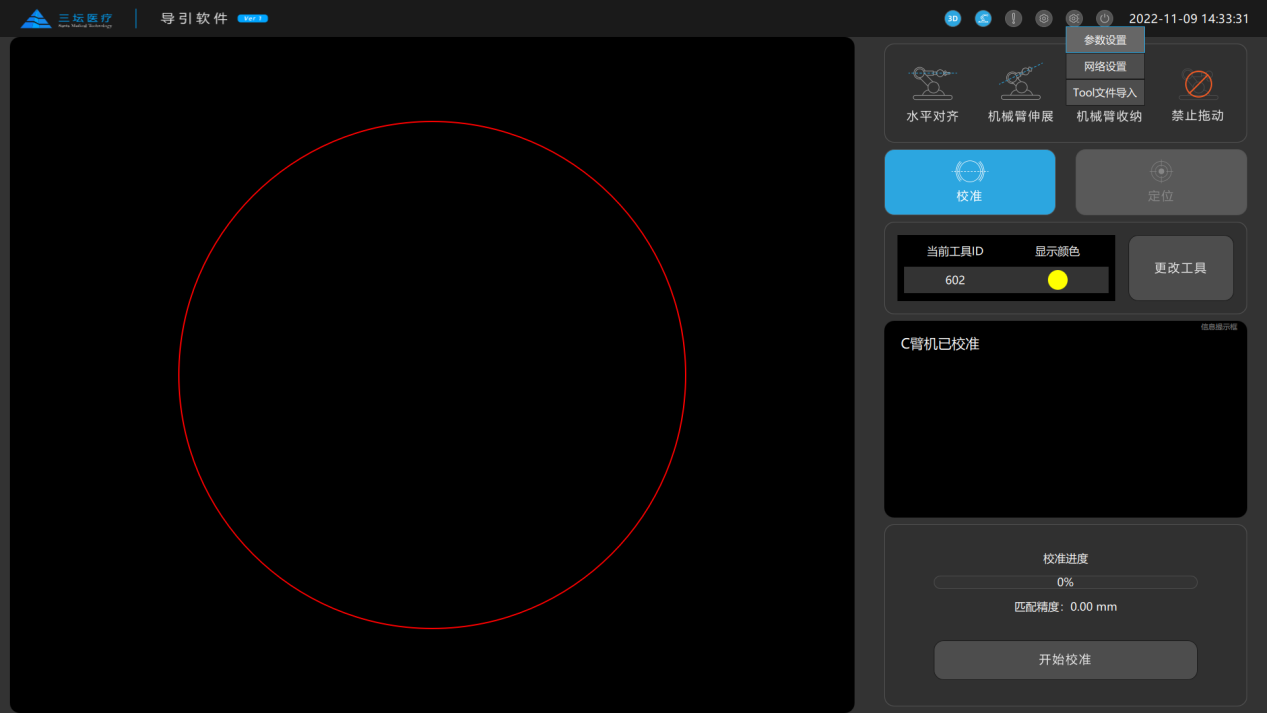 三坛医疗
Santa Medical Technology
导引软件
Ver 1
3D
2022-11-09 14:33:31
参数设置
网络设置
Tool文件导入
水平对齐
机械臂伸展
机械臂收纳
禁止拖动
校准
定位
当前工具ID
显示颜色
602
更改工具
信息提示框
C臂机已校准
校准进度
0%
匹配精度：0.00 mm
开始校准